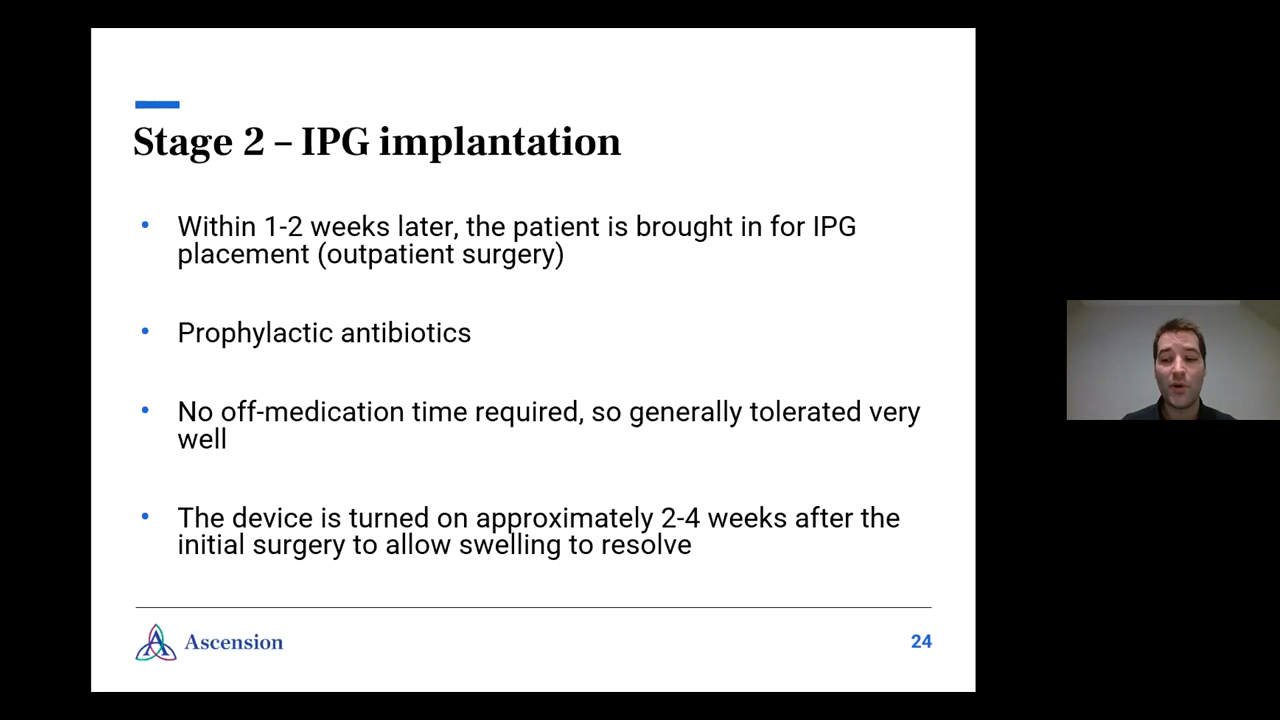 Stage 2 – IPG implantation
• Within 1-2 weeks later, the patient is brought in for IPG
placement (outpatient surgery)
• Prophylactic antibiotics
• No off-medication time required, so generally tolerated very
well
• The device is turned on approximately 2-4 weeks after the
initial surgery to allow swelling to resolve
Ascension
24